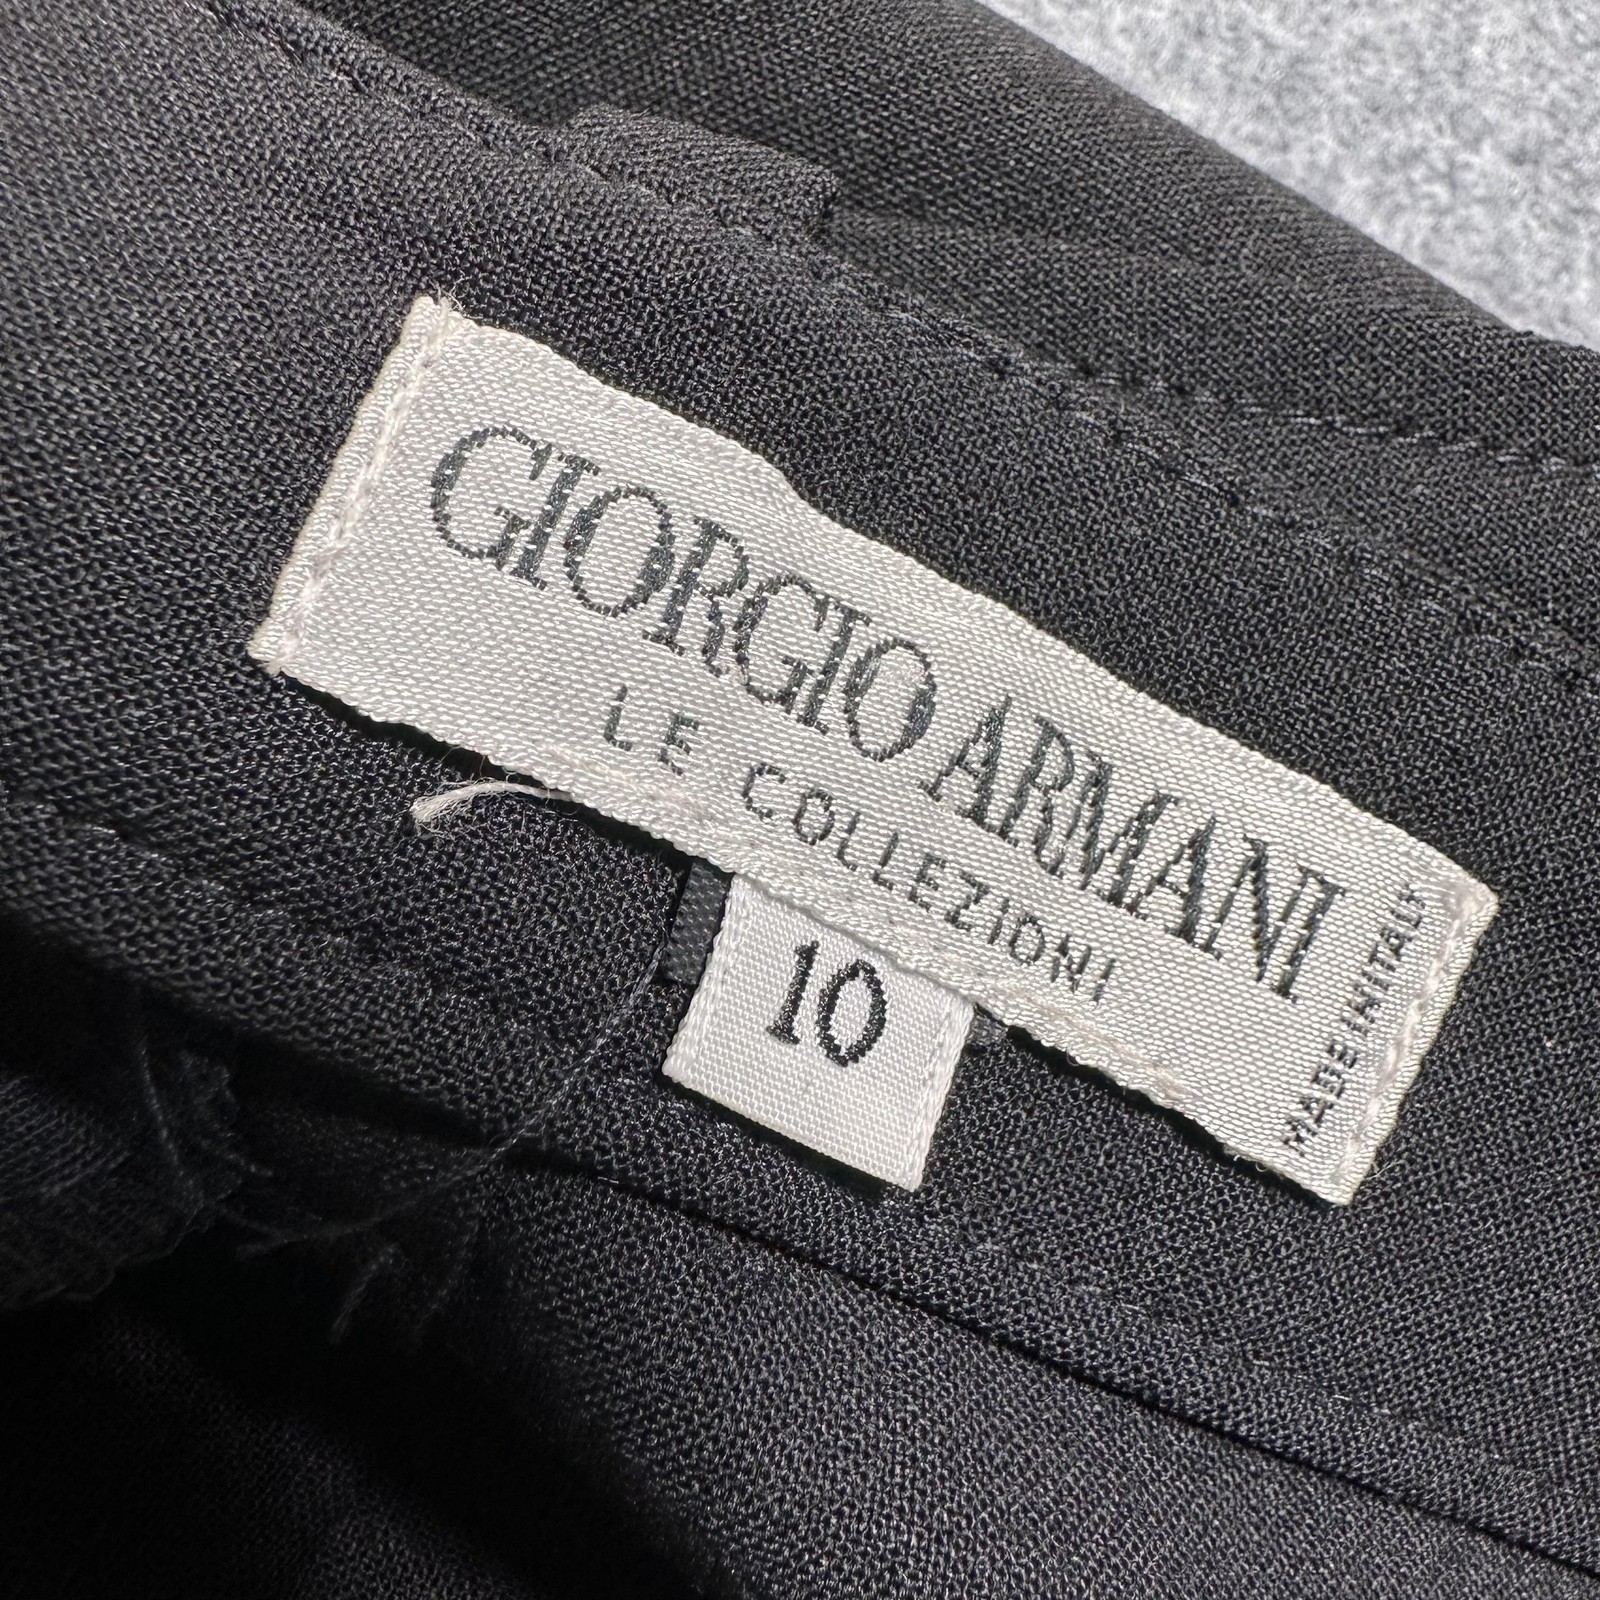 GIORGIO ARMANI
LE COLLEZIONI
MADE IN ITALY
10